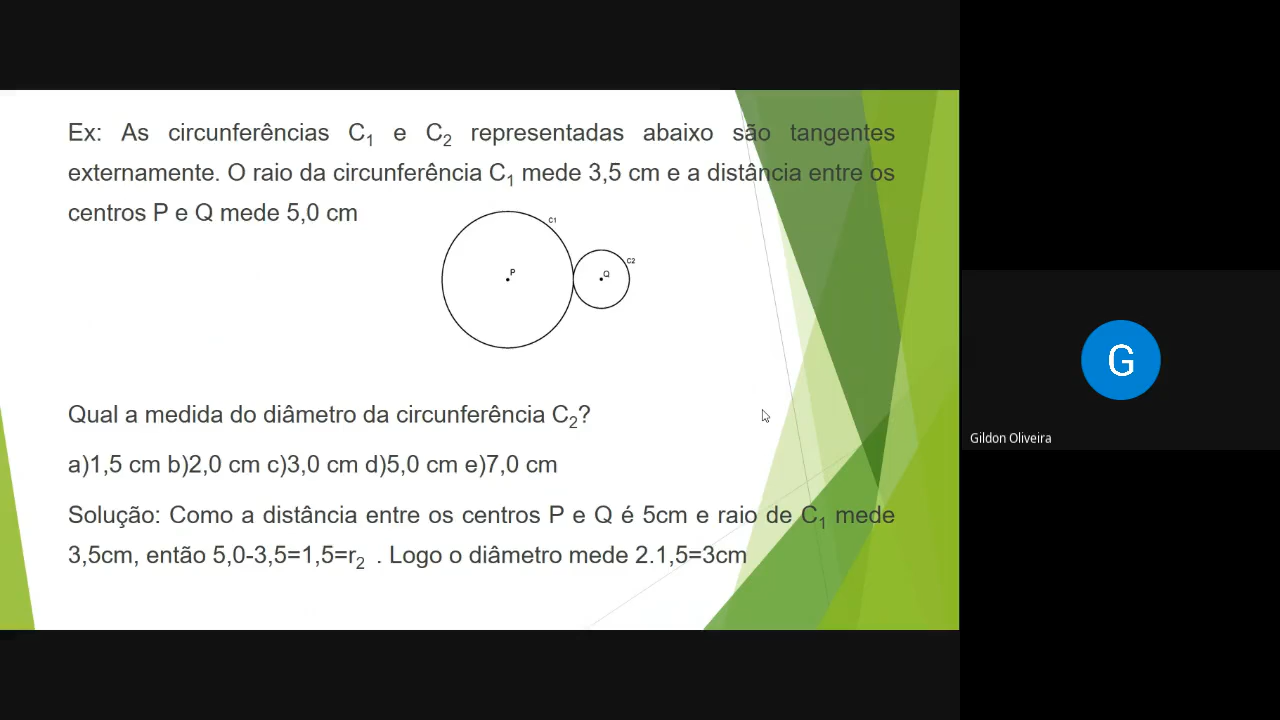 Ex: As circunferências C₁ e C₂ representadas abaixo são tangentes
externamente. O raio da circunferência C₁ mede 3,5 cm e a distância entre os
centros P e Q mede 5,0 cm
C1
C2
P
Q
Qual a medida do diâmetro da circunferência C₂?
a)1,5 cm b)2,0 cm c)3,0 cm d)5,0 cm e)7,0 cm
Solução: Como a distância entre os centros P e Q é 5cm e raio de C₁ mede
3,5cm, então 5,0-3,5=1,5=r₂ . Logo o diâmetro mede 2.1,5=3cm
G
Gildon Oliveira